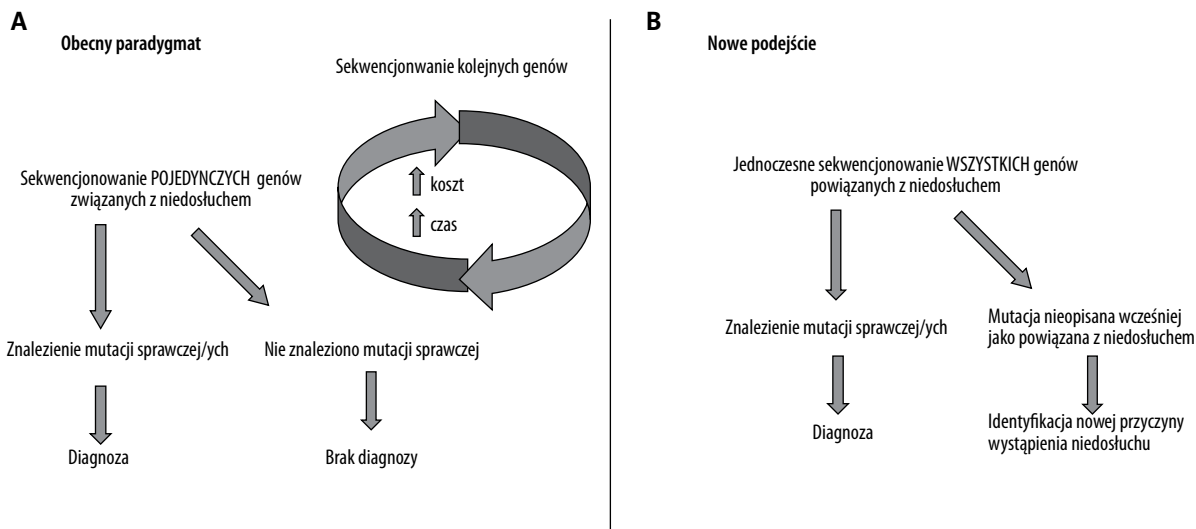 A
Obecny paradygmat
Sekwencjonwanie kolejnych genów
koszt
czas
Sekwencjonowanie POJEDYNCZYCH genów
związanych z niedosłuchem
Znalezienie mutacji sprawczej/ych
Nie znaleziono mutacji sprawczej
Diagnoza
Brak diagnozy
B
Nowe podejście
Jednoczesne sekwencjonowanie WSZYSTKICH genów
powiązanych z niedosłuchem
Znalezienie mutacji sprawczej/ych
Mutacja nieopisana wcześniej
jako powiązana z niedosłuchem
Diagnoza
Identyfikacja nowej przyczyny
wystąpienia niedosłuchu